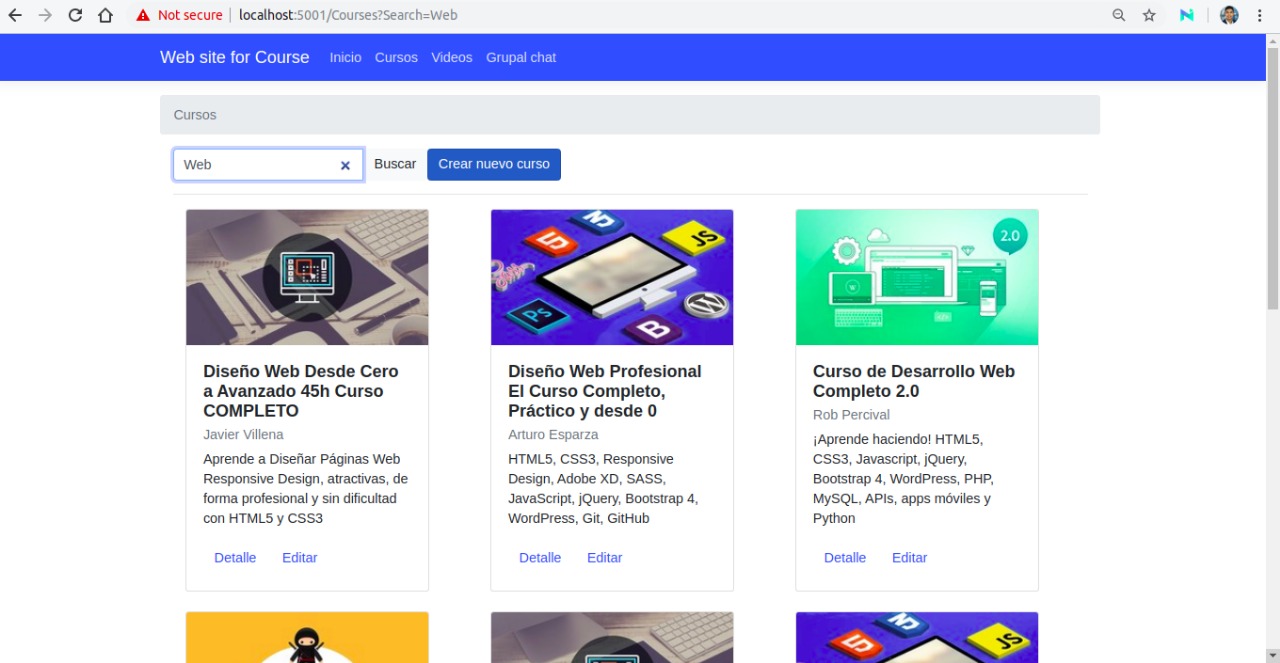 Not secure | localhost:5001/Courses?Search=Web
Web site for Course Inicio Cursos Videos Grupal chat
Cursos
Web Buscar Crear nuevo curso
JS
Ps
B
2.0
Diseño Web Desde Cero
a Avanzado 45h Curso
COMPLETO
Javier Villena
Aprende a Diseñar Páginas Web
Responsive Design, atractivas, de
forma profesional y sin dificultad
con HTML5 y CSS3
Detalle Editar
Diseño Web Profesional
El Curso Completo,
Práctico y desde 0
Arturo Esparza
HTML5, CSS3, Responsive
Design, Adobe XD, SASS,
JavaScript, jQuery, Bootstrap 4,
WordPress, Git, GitHub
Detalle Editar
Curso de Desarrollo Web
Completo 2.0
Rob Percival
¡Aprende haciendo! HTML5,
CSS3, Javascript, jQuery,
Bootstrap 4, WordPress, PHP,
MySQL, APIs, apps móviles y
Python
Detalle Editar
JS